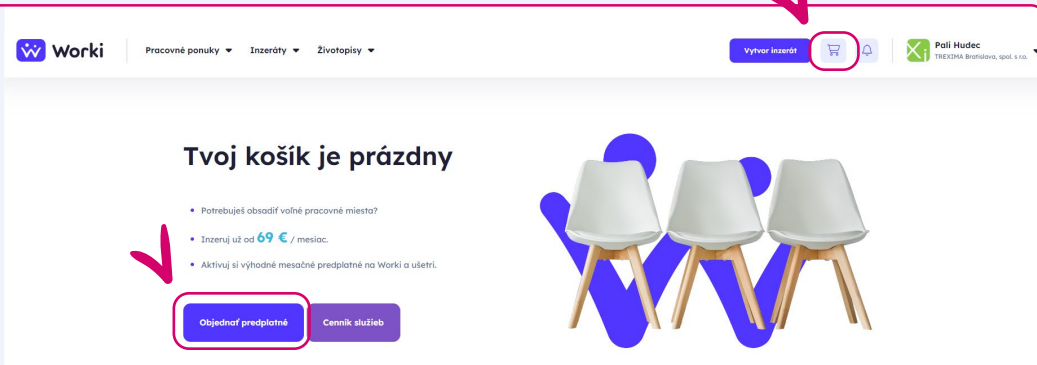 Worki
Pracovné ponuky
Inzeráty
Životopisy
Vytvor inzerát
Pali Hudec
TREXIMA Bratislava, spol. s r.o.
Tvoj košík je prázdny
Potrebuješ obsadiť voľné pracovné miesta?
Inzeruj už od 69 € / mesiac.
Aktivuj si výhodné mesačné predplatné na Worki a ušetri.
Objednať predplatné
Cenník služieb